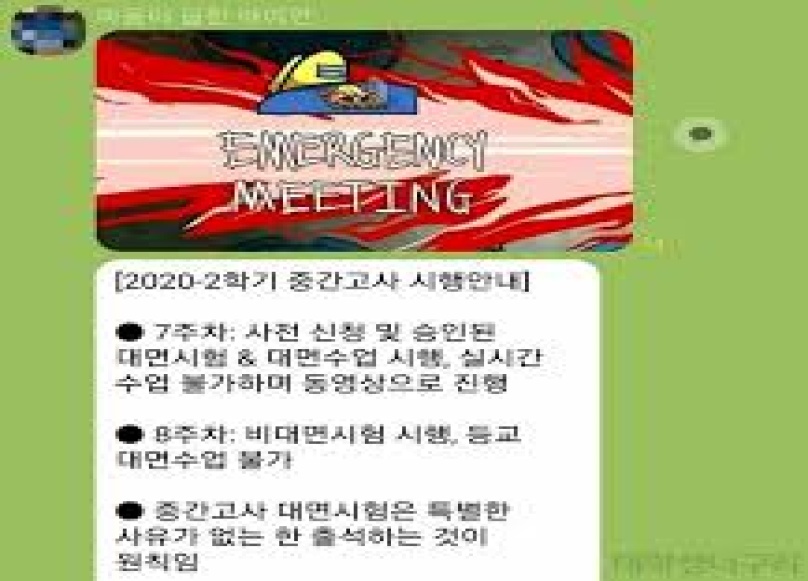 EMERGENCY
MEETING
[2020-2학기 중간고사 시행안내]
● 7주차: 사전 신청 및 승인된
대면시험 & 대면수업 시행, 실시간
수업 불가하며 동영상으로 진행
● 8주차: 비대면시험 시행, 등교
대면수업 불가
● 중간고사 대면시험은 특별한
사유가 없는 한 출석하는 것이
원칙임